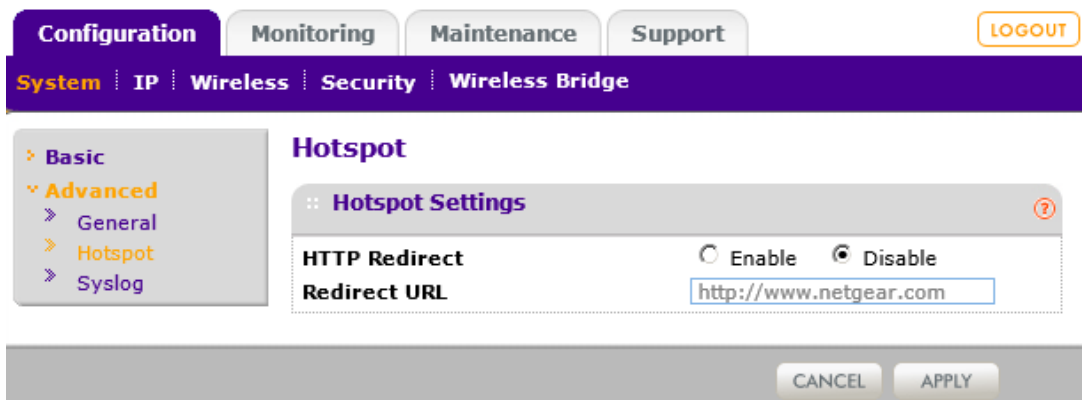 Configuration Monitoring Maintenance Support LOGOUT
System IP Wireless Security Wireless Bridge
Basic
Advanced
General
Hotspot
Syslog
Hotspot
Hotspot Settings ?
HTTP Redirect Enable Disable
Redirect URL http://www.netgear.com
CANCEL APPLY